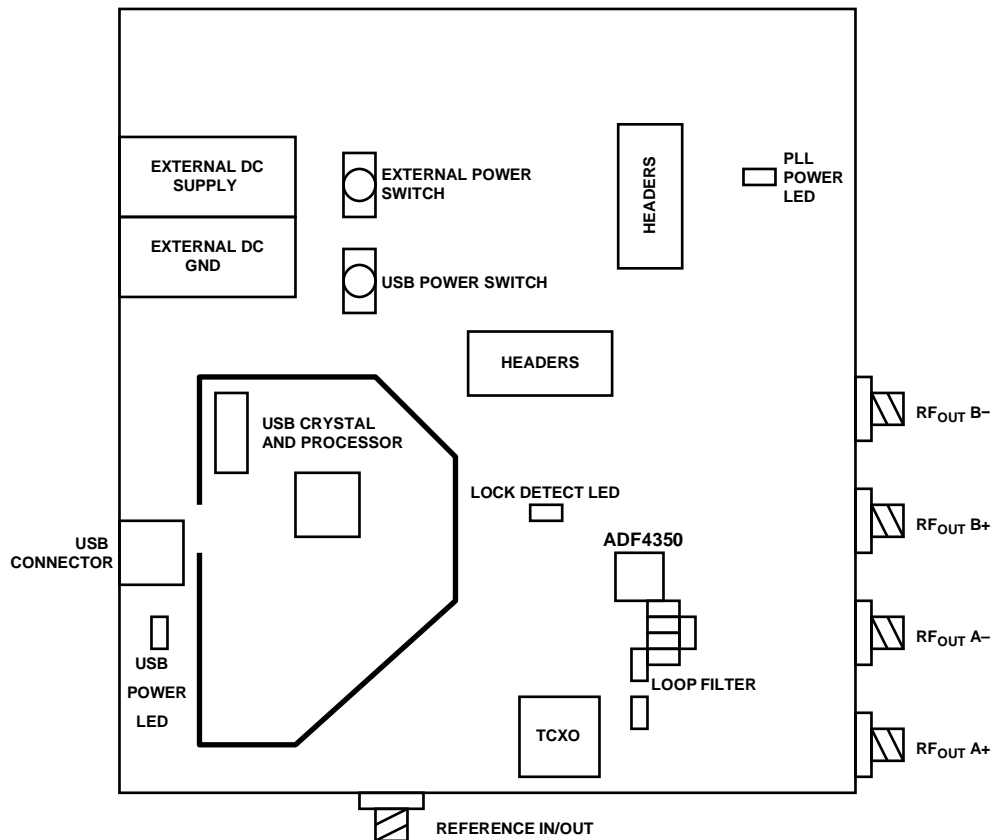 EXTERNAL DC
SUPPLY
EXTERNAL POWER
SWITCH
HEADERS
PLL
POWER
LED
EXTERNAL DC
GND
USB POWER SWITCH
HEADERS
RFOUT B–
USB CRYSTAL
AND PROCESSOR
LOCK DETECT LED
RFOUT B+
USB
CONNECTOR
ADF4350
RFOUT A–
USB
POWER
LED
LOOP FILTER
TCXO
RFOUT A+
REFERENCE IN/OUT